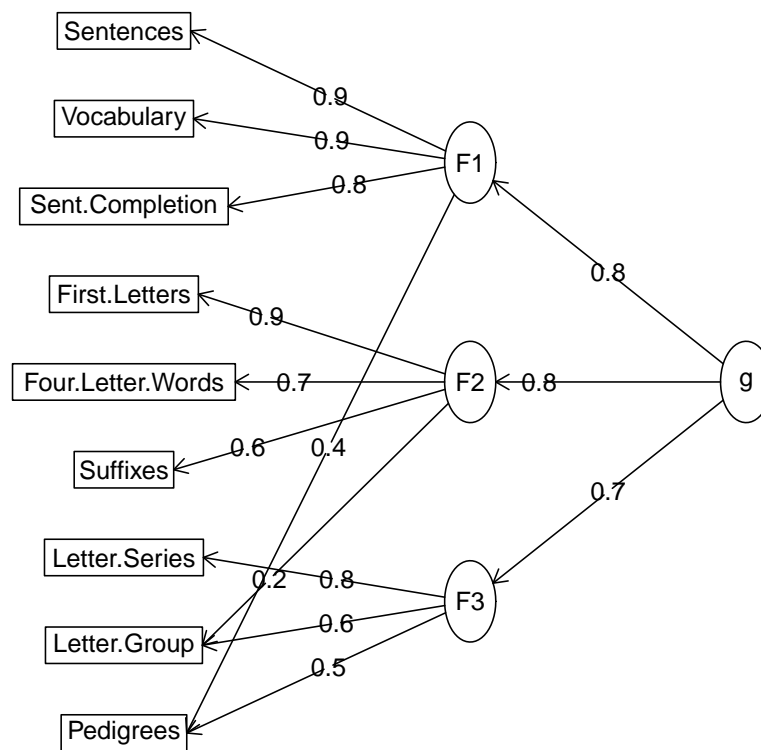 Sentences
0.9
Vocabulary
0.9
F1
Sent.Completion
0.8
0.8
First.Letters
0.9
Four.Letter.Words
0.7
F2
0.8
g
Suffixes
0.6
0.4
0.7
Letter.Series
0.2
0.8
F3
Letter.Group
0.6
0.5
Pedigrees